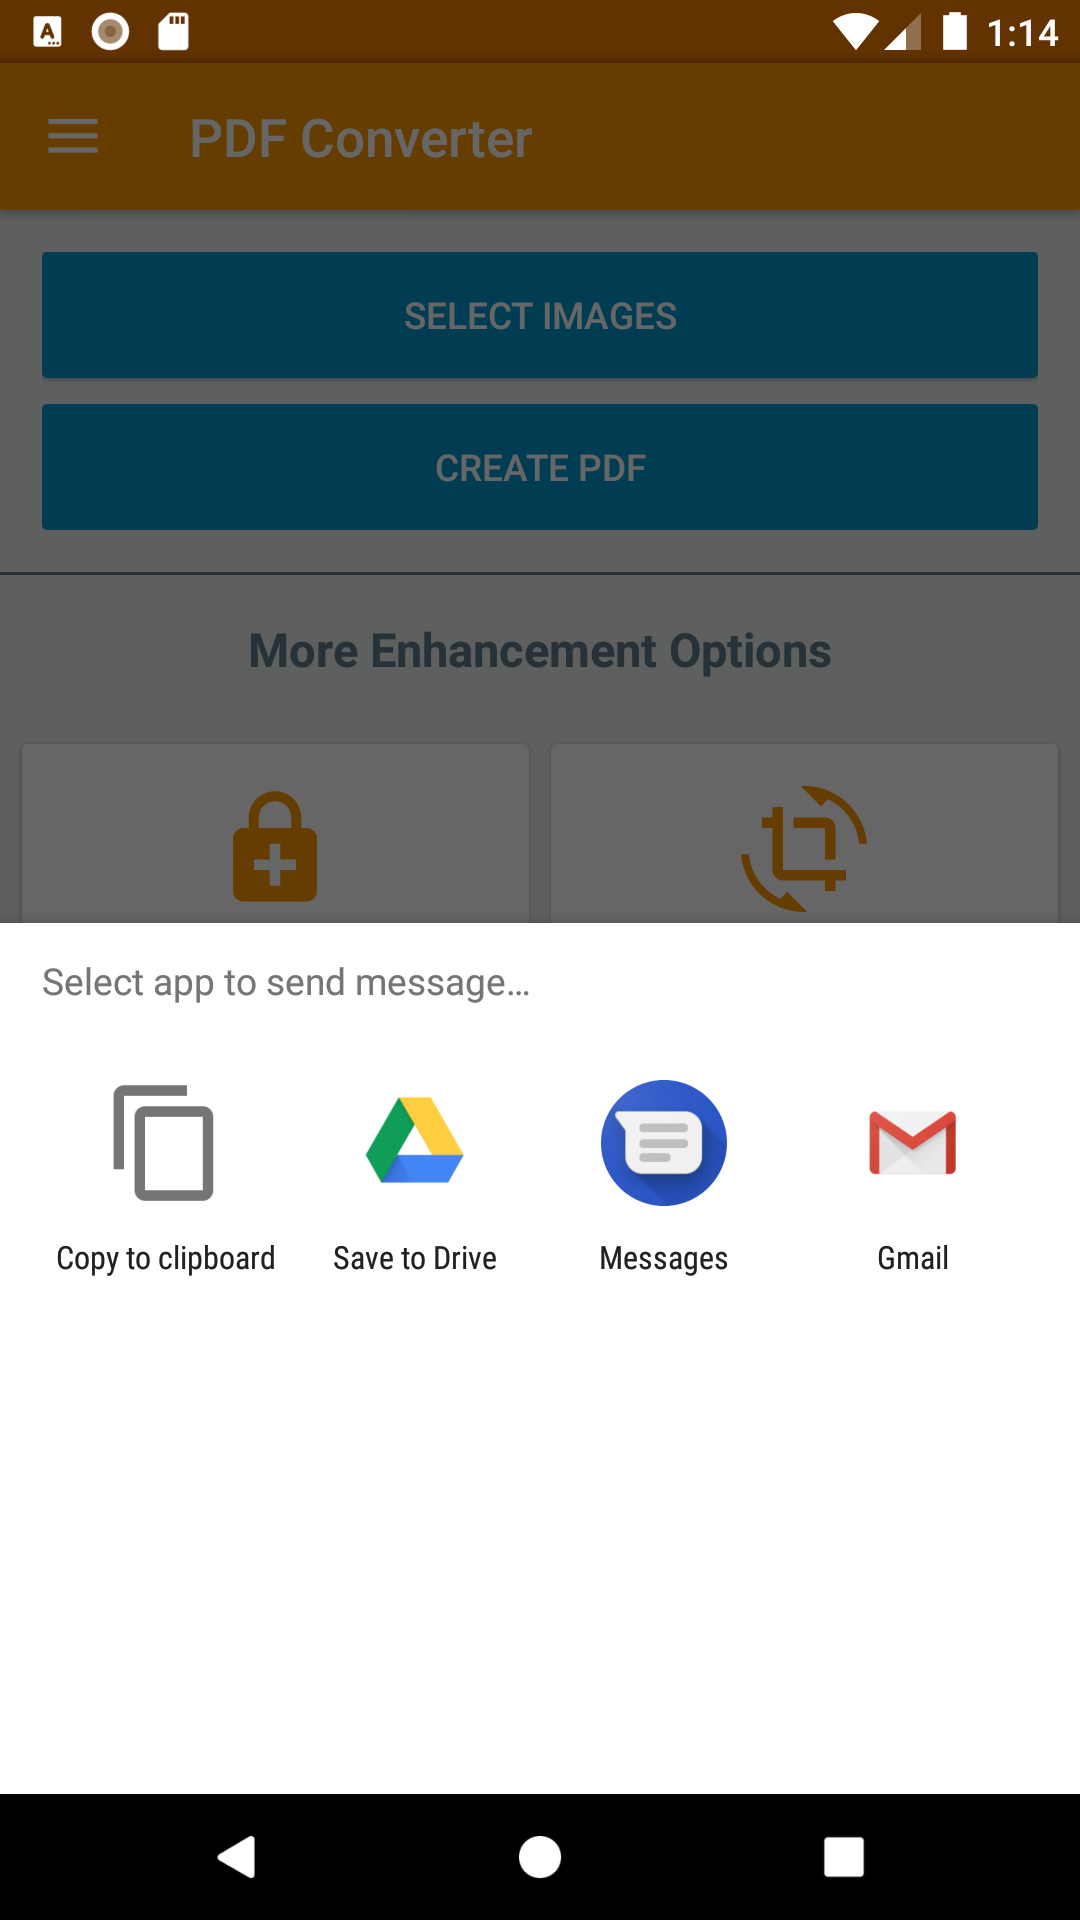 1:14
PDF Converter
SELECT IMAGES
CREATE PDF
More Enhancement Options
Select app to send message...
Copy to clipboard
Save to Drive
Messages
Gmail